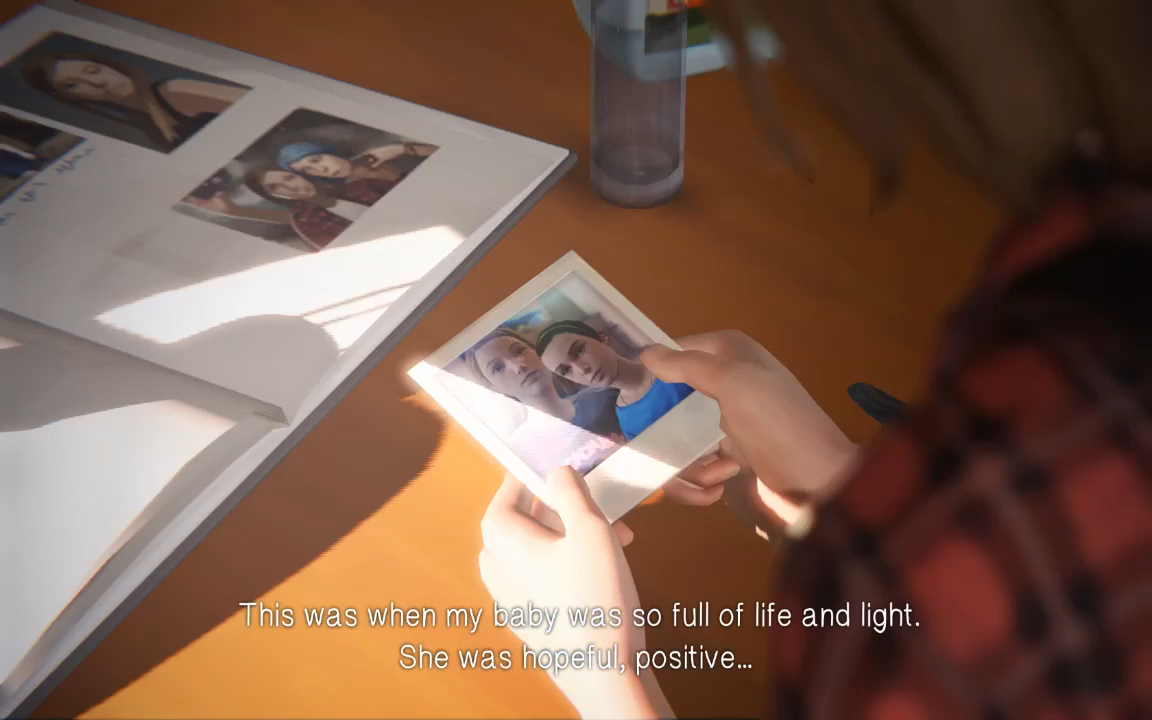 This was when my baby was so full of life and light.
She was hopeful, positive...